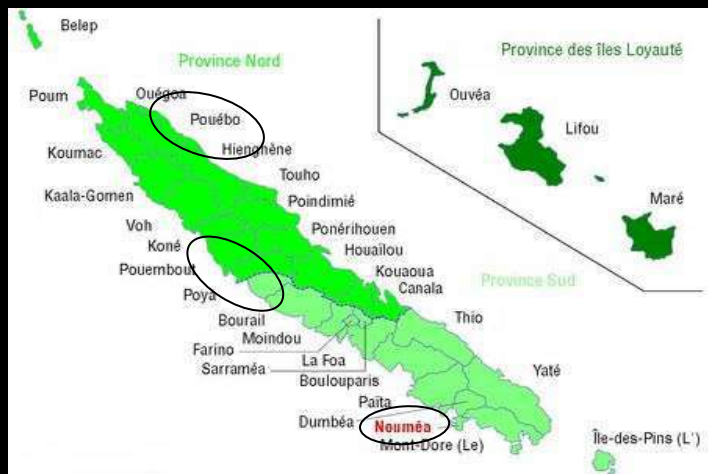 Belep
Province Nord
Province des îles Loyauté
Poum
Ouégoa
Pouébo
Ouvéa
Koumac
Hienghène
Lifou
Touho
Kaala-Gomen
Poindimié
Maré
Voh
Ponérihouen
Koné
Houaïlou
Pouembout
Kouaoua
Province Sud
Canala
Poya
Thio
Bourail
Moindou
Farino
La Foa
Sarraméa
Boulouparis
Yaté
Païta
Dumbéa
Nouméa
Mont-Dore (Le)
Île-des-Pins (L')